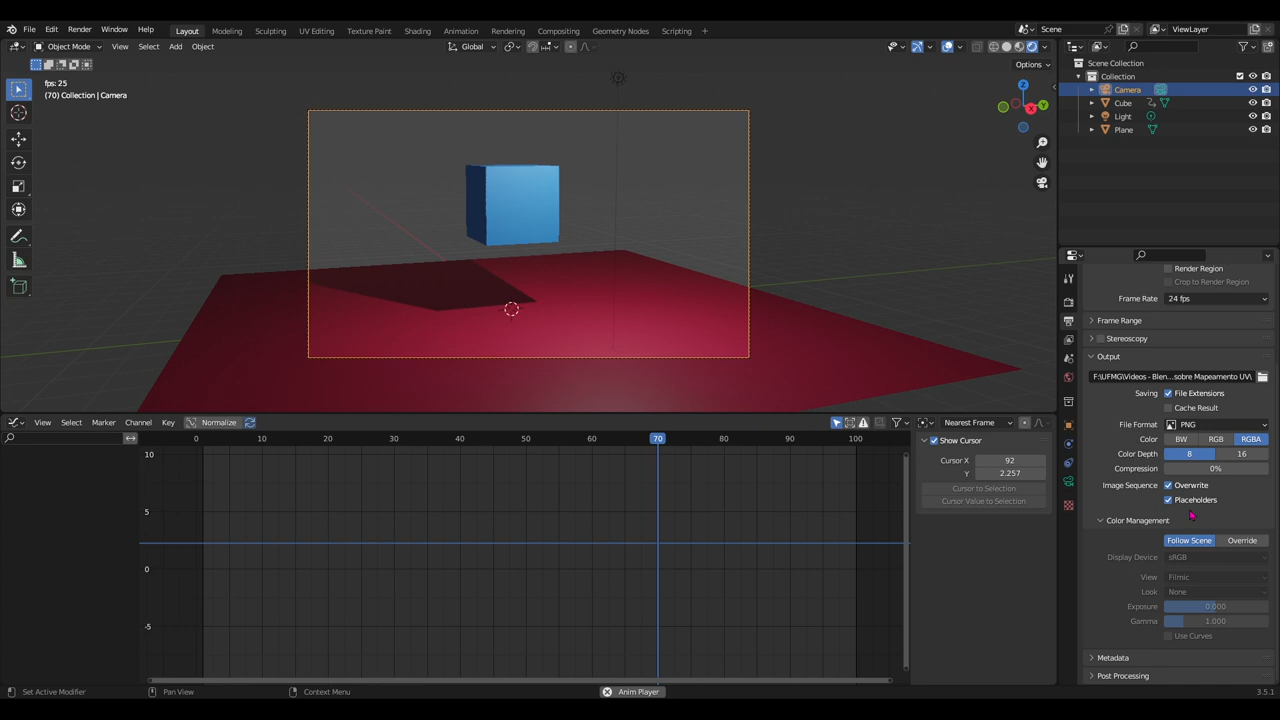 File Edit Render Window Help Layout Modeling Sculpting UV Editing Texture Paint Shading Animation Rendering Compositing Geometry Nodes Scripting + Scene ViewLayer
Object Mode View Select Add Object Global
Options
fps: 25
(70) Collection | Camera
Z
Y
X
Scene Collection
Collection
Camera
Cube
Light
Plane
Render Region
Crop to Render Region
Frame Rate 24 fps
Frame Range
Stereoscopy
Output
F:\UFMG\Videos - Blen...sobre Mapeamento UV\
Saving File Extensions
Cache Result
File Format PNG
Color BW RGB RGBA
Color Depth 8 16
Compression 0%
Image Sequence Overwrite
Placeholders
Color Management
Follow Scene Override
Display Device sRGB
View Filmic
Look None
Exposure 0.000
Gamma 1.000
Use Curves
Metadata
Post Processing
View Select Marker Channel Key Normalize Nearest Frame
0 10 20 30 40 50 60 70 80 90 100
10
5
0
-5
Show Cursor
Cursor X 92
Y 2.257
Cursor to Selection
Cursor Value to Selection
Set Active Modifier Pan View Context Menu Anim Player 3.5.1